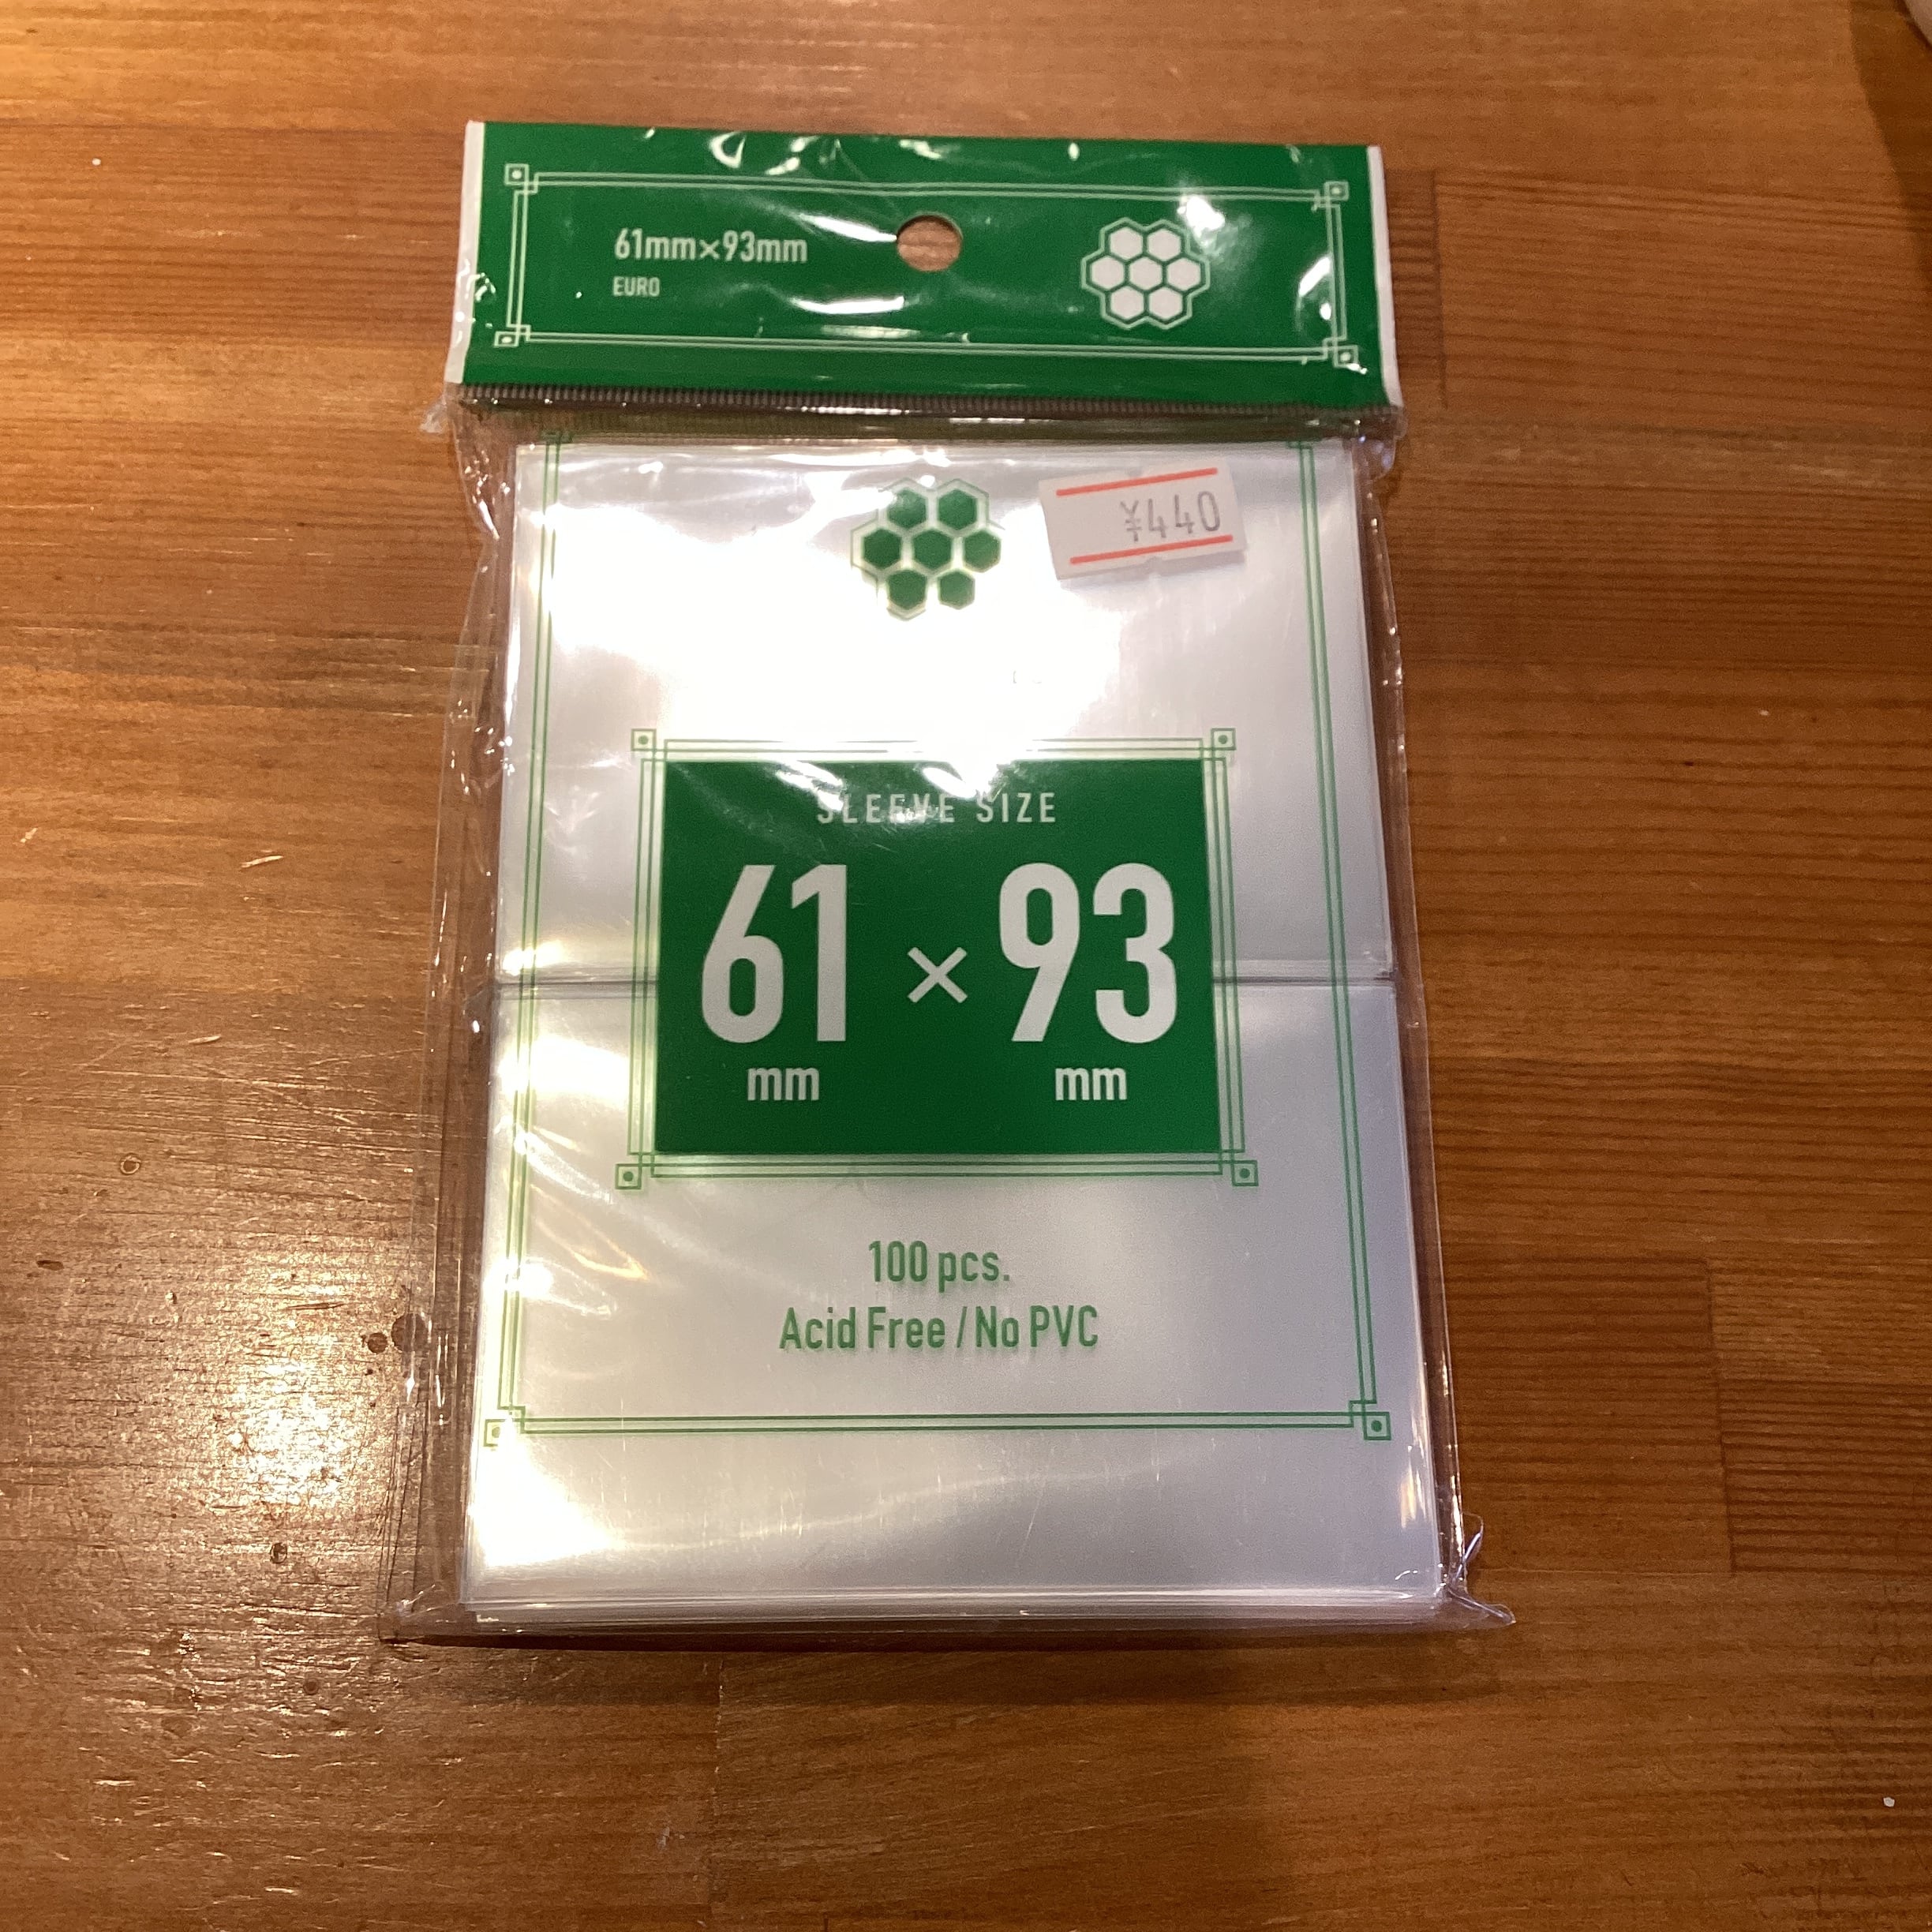 61mm×93mm
EURO
¥440
SLEEVE SIZE
61 × 93
mm mm
100 pcs.
Acid Free / No PVC